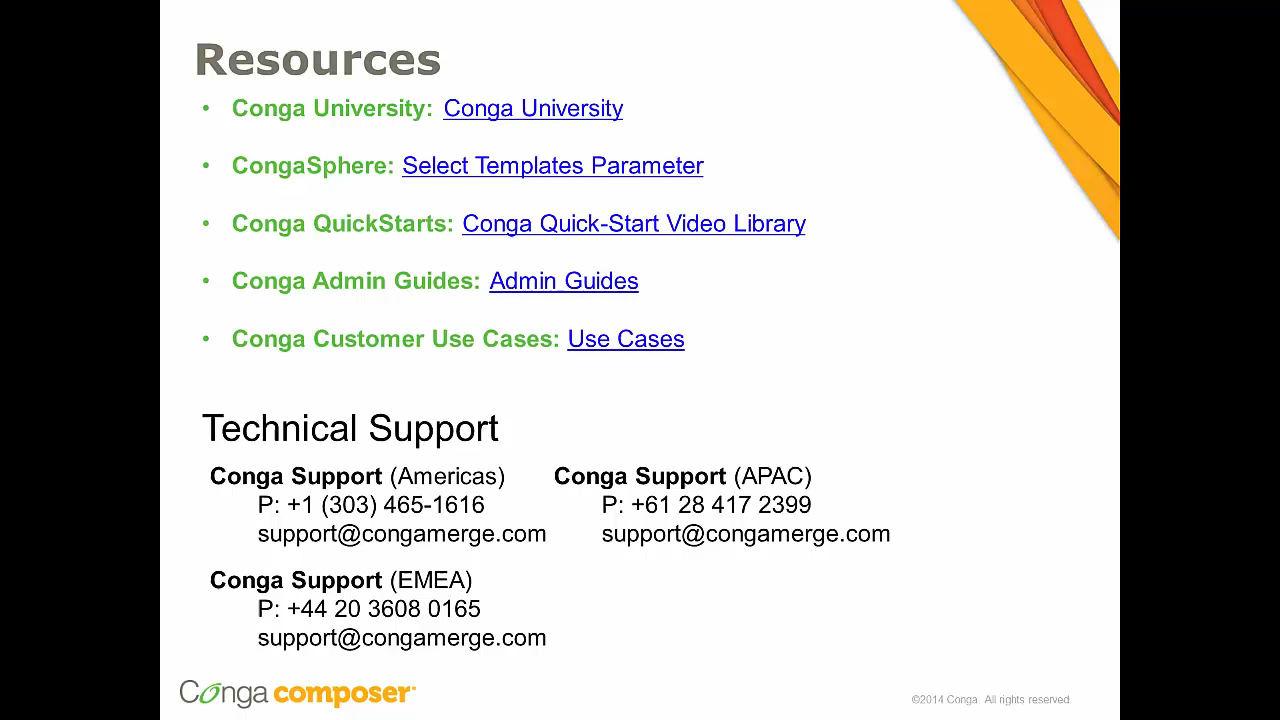 Resources
• Conga University: Conga University
• CongaSphere: Select Templates Parameter
• Conga QuickStarts: Conga Quick-Start Video Library
• Conga Admin Guides: Admin Guides
• Conga Customer Use Cases: Use Cases
Technical Support
Conga Support (Americas)
P: +1 (303) 465-1616
support@congamerge.com
Conga Support (APAC)
P: +61 28 417 2399
support@congamerge.com
Conga Support (EMEA)
P: +44 20 3608 0165
support@congamerge.com
Conga composer
©2014 Conga. All rights reserved